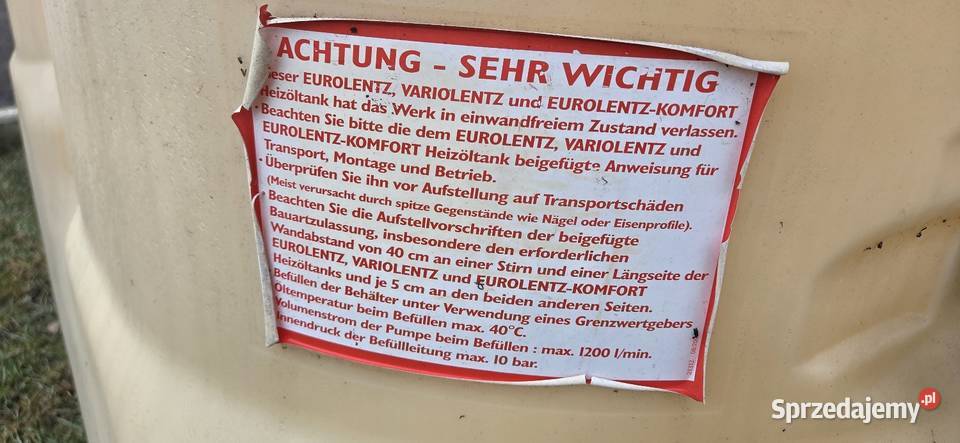 ACHTUNG - SEHR WICHTIG
ieser EUROLENTZ, VARIOLENTZ und EUROLENTZ-KOMFORT
Heizöltank hat das Werk in einwandfreiem Zustand verlassen.
· Beachten Sie bitte die dem EUROLENTZ, VARIOLENTZ und
EUROLENTZ-KOMFORT Heizöltank beigefügte Anweisung für
Transport, Montage und Betrieb.
· Überprüfen Sie ihn vor Aufstellung auf Transportschäden
(Meist verursacht durch spitze Gegenstände wie Nägel oder Eisenprofile).
· Beachten Sie die Aufstellvorschriften der beigefügte
Bauartzulassung, insbesondere den erforderlichen
Wandabstand von 40 cm an einer Stirn und einer Längseite der
EUROLENTZ, VARIOLENTZ und EUROLENTZ-KOMFORT
Heizöltanks und je 5 cm an den beiden anderen Seiten.
Befüllen der Behälter unter Verwendung eines Grenzwertgebers
Öltemperatur beim Befüllen max. 40°C.
Volumenstrom der Pumpe beim Befüllen : max. 1200 l/min.
Innendruck der Befülleitung max. 10 bar.
Sprzedajemy.pl